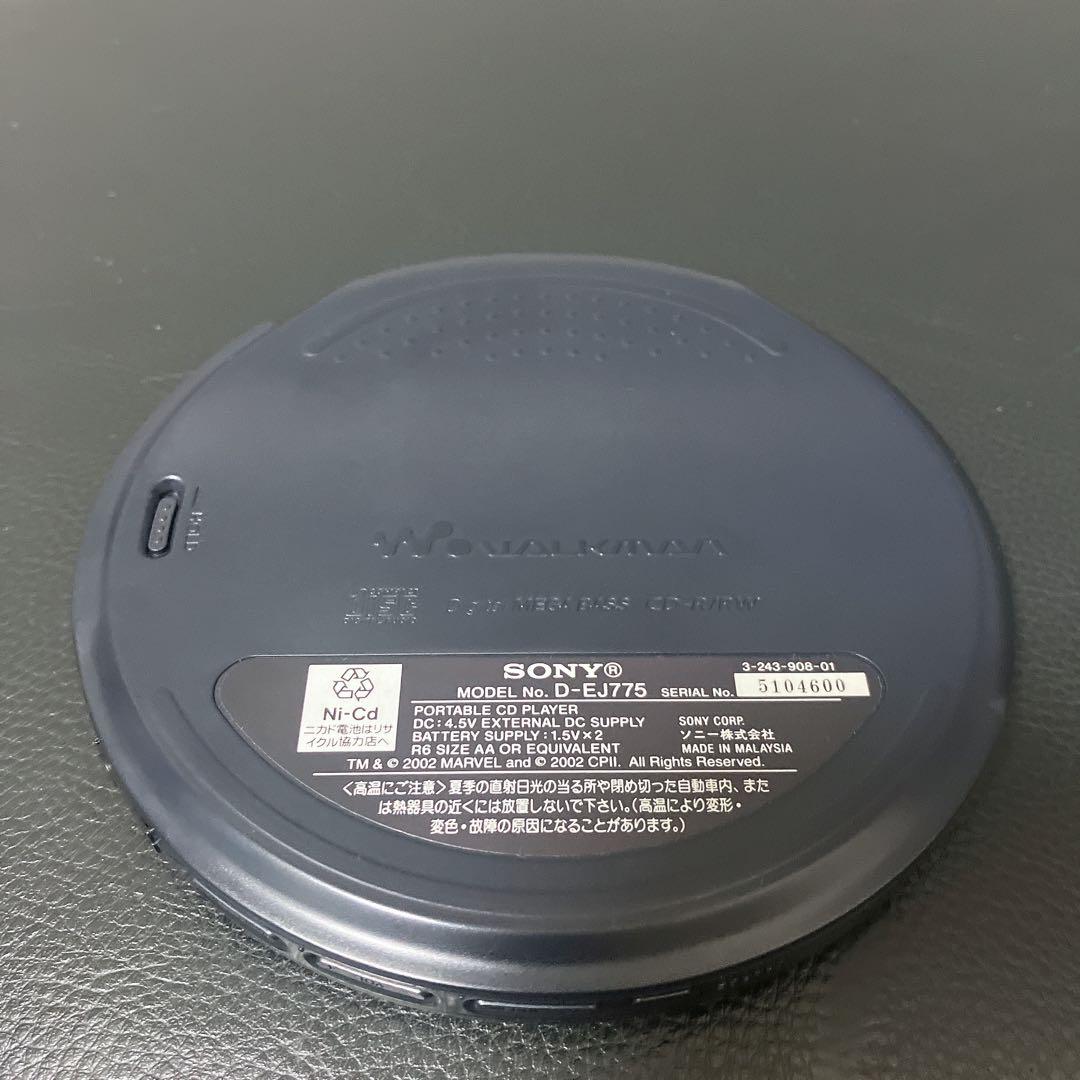 HOLD
WALKMAN
COMPACT
disc
DIGITAL AUDIO
Digital MEGA BASS CD-R/RW
SONY®
3-243-908-01
MODEL No. D-EJ775 SERIAL No. 5104600
Ni-Cd
ニカド電池はリサ
イクル協力店へ
PORTABLE CD PLAYER
DC: 4.5V EXTERNAL DC SUPPLY
BATTERY SUPPLY: 1.5V×2
R6 SIZE AA OR EQUIVALENT
SONY CORP.
ソニー株式会社
MADE IN MALAYSIA
TM & © 2002 MARVEL and © 2002 CPII. All Rights Reserved.
〈高温にご注意〉夏季の直射日光の当る所や閉め切った自動車内、また
は熱器具の近くには放置しないで下さい。(高温により変形・
変色・故障の原因になることがあります。)